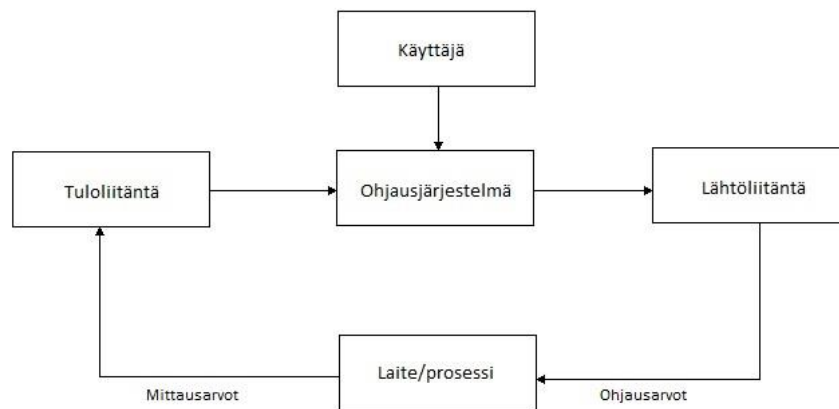 Käyttäjä
Tuloliitäntä
Ohjausjärjestelmä
Lähtöliitäntä
Laite/prosessi
Mittausarvot
Ohjausarvot